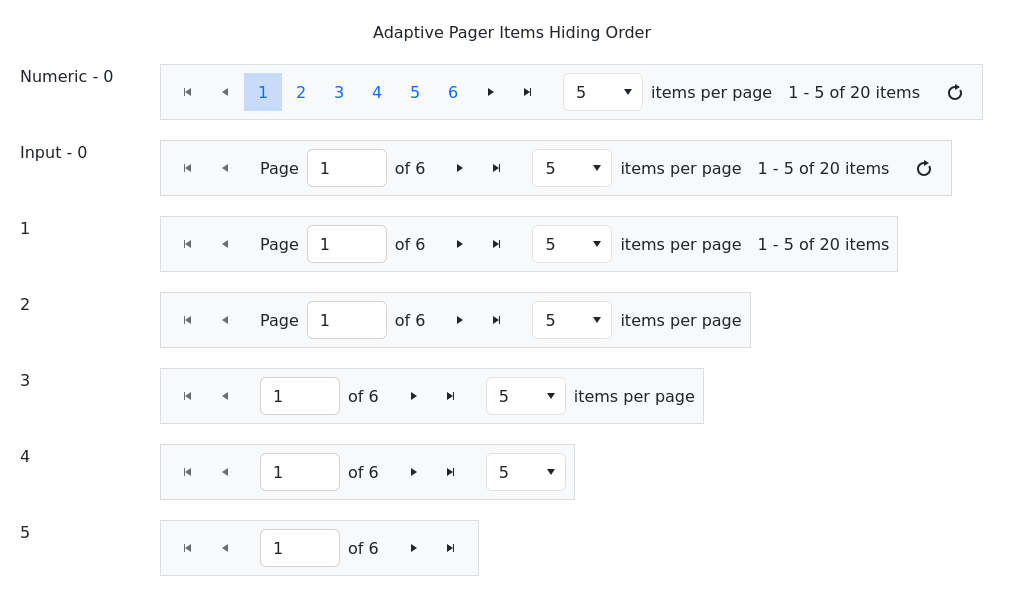 Adaptive Pager Items Hiding Order
Numeric - 0 1 2 3 4 5 6 5 items per page 1 - 5 of 20 items
Input - 0 Page 1 of 6 5 items per page 1 - 5 of 20 items
1 Page 1 of 6 5 items per page 1 - 5 of 20 items
2 Page 1 of 6 5 items per page
3 1 of 6 5 items per page
4 1 of 6 5
5 1 of 6